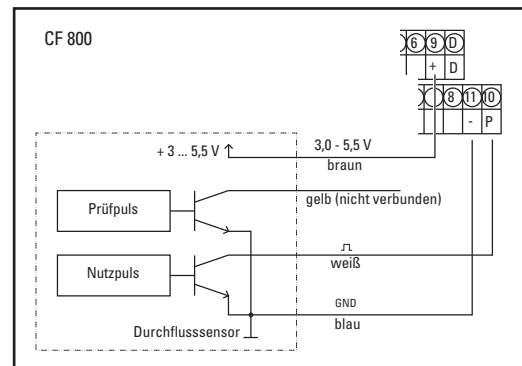 CF 800
6 9 D
+ D
8 11 10
- P
+ 3 ... 5,5 V
3,0 - 5,5 V
braun
gelb (nicht verbunden)
Prüfpuls
weiß
Nutzpuls
GND
blau
Durchflusssensor